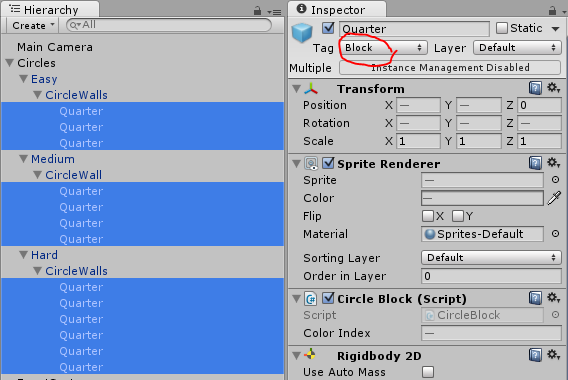 Hierarchy
Create
All
Main Camera
Circles
Easy
CircleWalls
Quarter
Quarter
Quarter
Medium
CircleWall
Quarter
Quarter
Quarter
Quarter
Hard
CircleWalls
Quarter
Quarter
Quarter
Quarter
Quarter
Quarter
Inspector
Quarter
Static
Tag Block Layer Default
Multiple Instance Management Disabled
Transform
Position X — Y — Z 0
Rotation X — Y — Z —
Scale X 1 Y 1 Z 1
Sprite Renderer
Sprite —
Color —
Flip X Y
Material Sprites-Default
Sorting Layer Default
Order in Layer 0
Circle Block (Script)
Script CircleBlock
Color Index —
Rigidbody 2D
Use Auto Mass